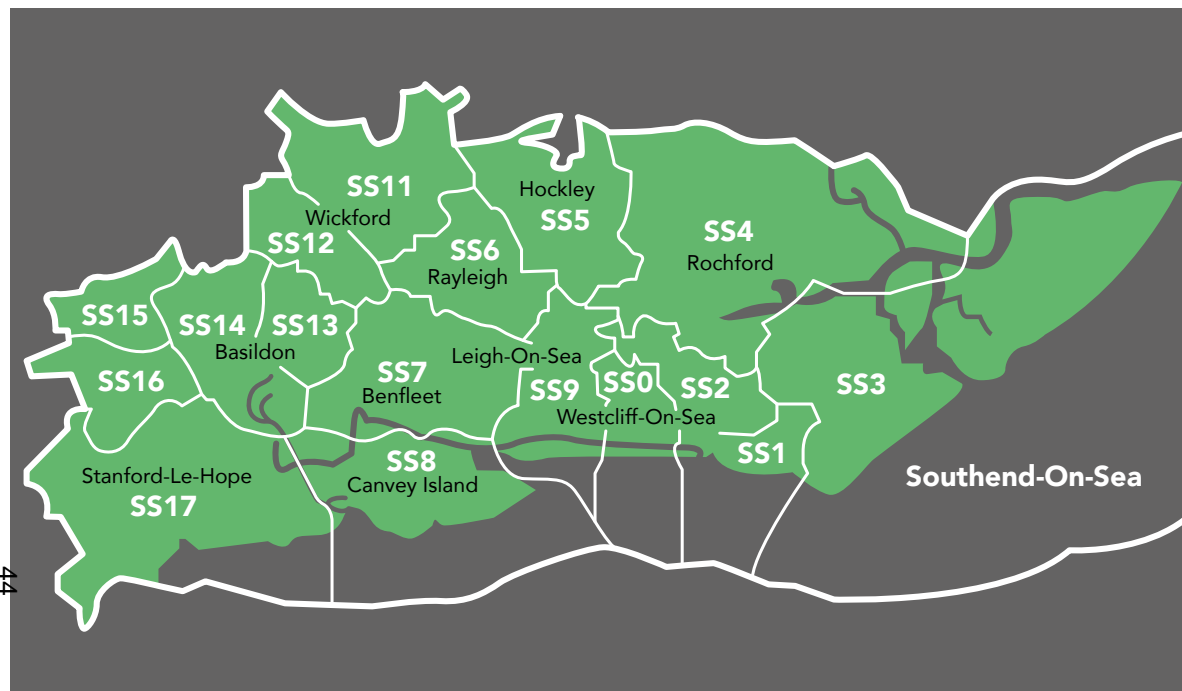 SS11
Wickford
Hockley
SS5
SS12
SS6
Rayleigh
SS4
Rochford
SS15
SS14
SS13
Basildon
SS16
SS7
Benfleet
Leigh-On-Sea
SS9
SS0
SS2
Westcliff-On-Sea
SS3
SS1
SS8
Canvey Island
Stanford-Le-Hope
SS17
Southend-On-Sea
44